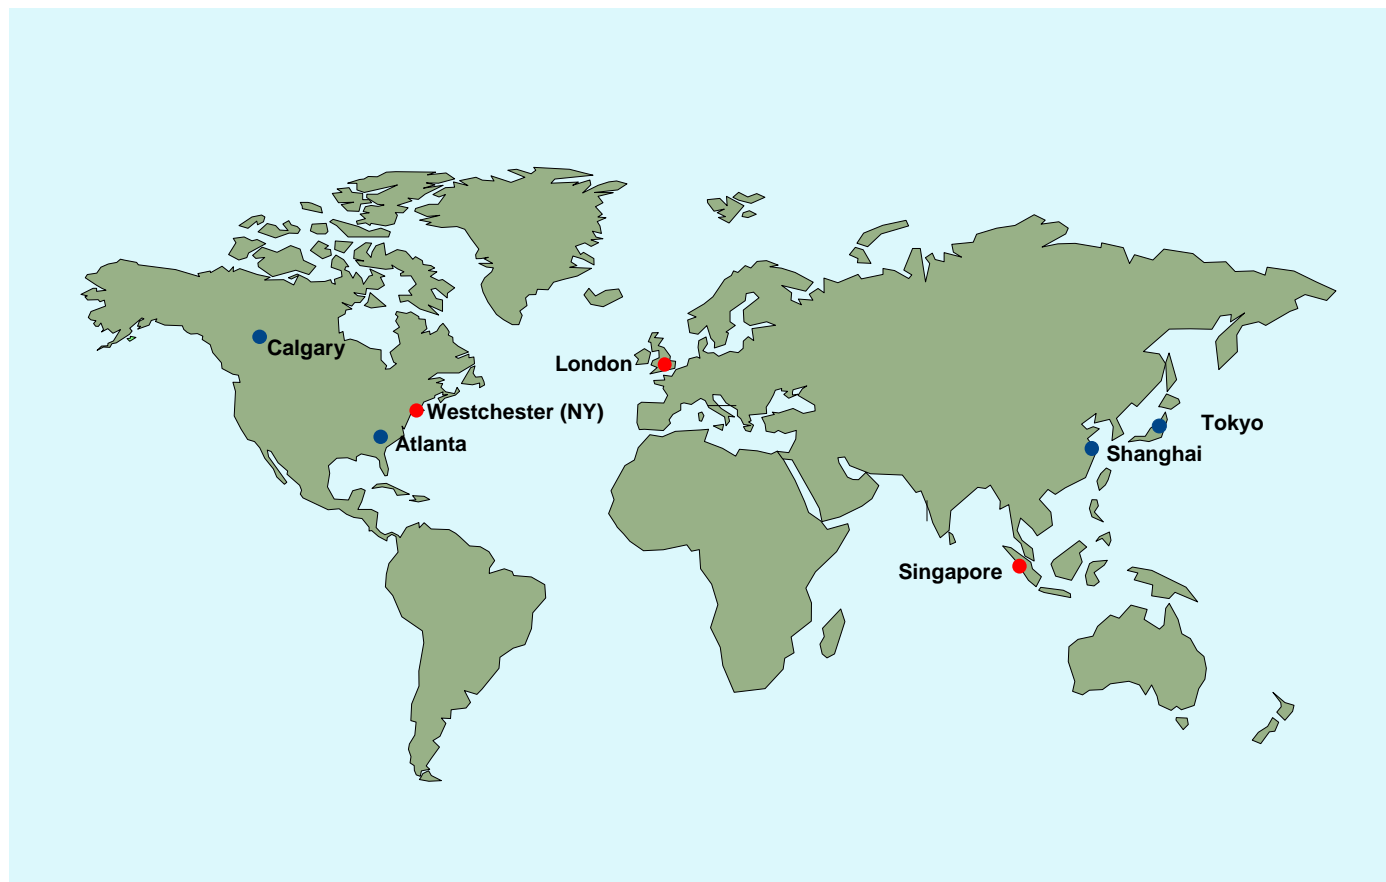 Calgary
London
Westchester (NY)
Tokyo
Atlanta
Shanghai
Singapore